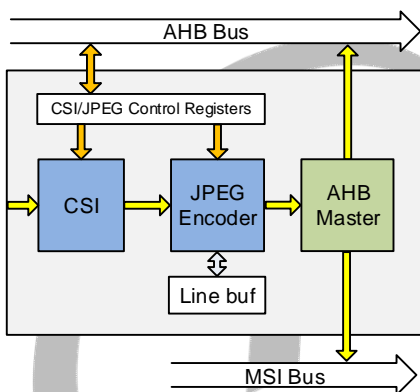 AHB Bus
CSI/JPEG Control Registers
CSI
JPEG
Encoder
AHB
Master
Line buf
MSI Bus